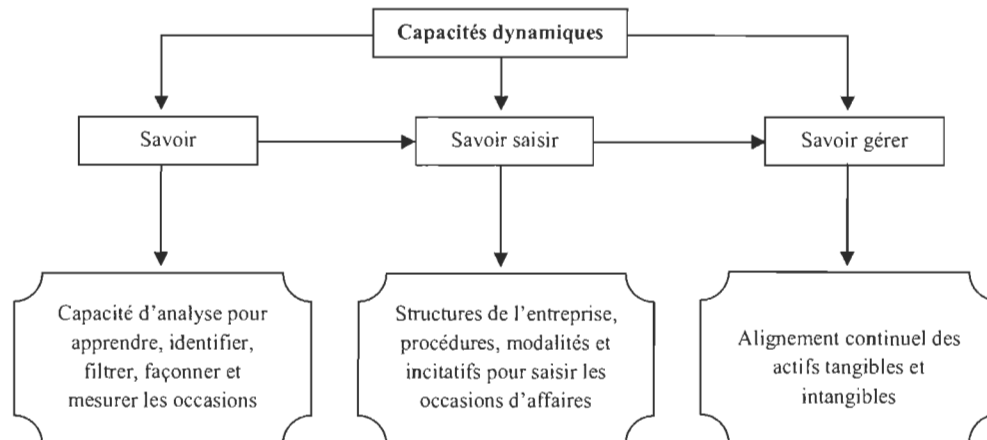 Capacités dynamiques
Savoir
Savoir saisir
Savoir gérer
Capacité d'analyse pour
apprendre, identifier,
filtrer, façonner et
mesurer les occasions
Structures de l'entreprise,
procédures, modalités et
incitatifs pour saisir les
occasions d'affaires
Alignement continuel des
actifs tangibles et
intangibles